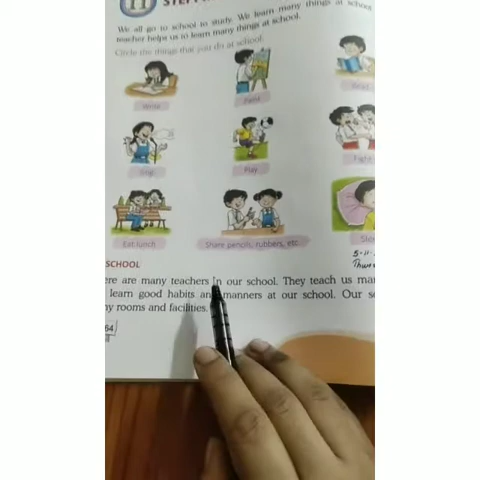 11
We all go to school to study. We learn many things at school
teacher helps us to learn many things at school.
Circle the things that you do at school.
Write
Paint
Read
Sing
Play
Fight
Eat lunch
Share pencils, rubbers, etc
5-11
SCHOOL
are many teachers in our school. They teach us
learn good habits and manners at our school. Our
rooms and facilities.
64